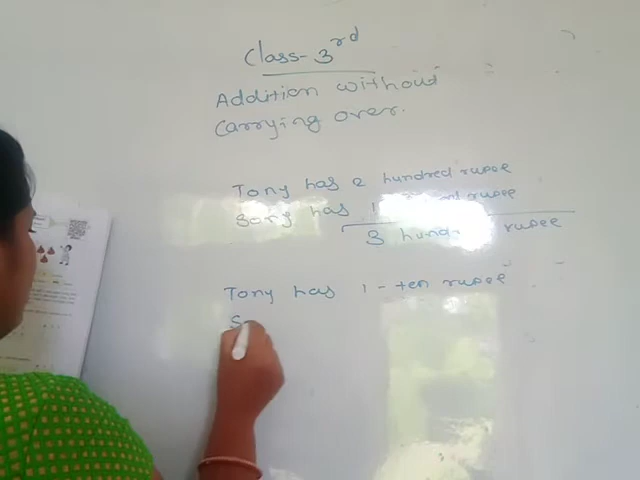 Class-3rd
Addition without
Carrying over.
Tony has 2 hundred rupee
Sony has 1 rupee
3 hund rupee
Tony has 1-ten rupee
S